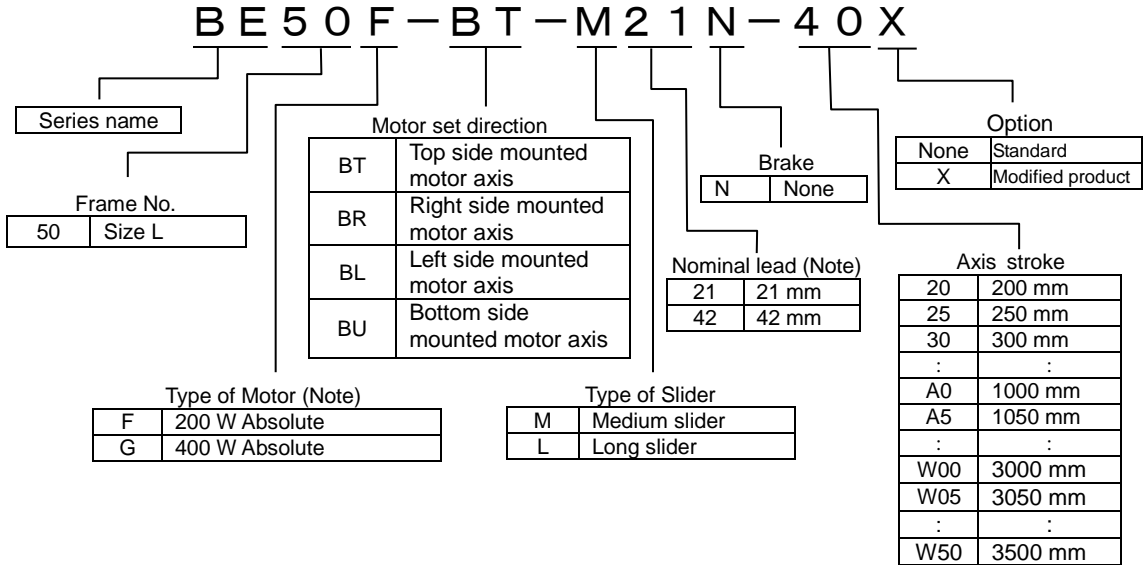 BE50F－BT－M21N－40X
Series name
Frame No.
50 Size L
Type of Motor (Note)
F 200 W Absolute
G 400 W Absolute
Motor set direction
BT Top side mounted
motor axis
BR Right side mounted
motor axis
BL Left side mounted
motor axis
BU Bottom side
mounted motor axis
Type of Slider
M Medium slider
L Long slider
Nominal lead (Note)
21 21 mm
42 42 mm
Brake
N None
Axis stroke
20 200 mm
25 250 mm
30 300 mm
: :
A0 1000 mm
A5 1050 mm
: :
W00 3000 mm
W05 3050 mm
: :
W50 3500 mm
Option
None Standard
X Modified product